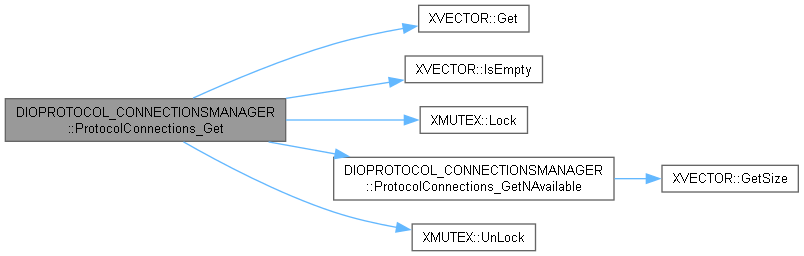 XVECTOR::Get
XVECTOR::IsEmpty
DIOPROTOCOL_CONNECTIONSMANAGER
::ProtocolConnections_Get
XMUTEX::Lock
DIOPROTOCOL_CONNECTIONSMANAGER
::ProtocolConnections_GetNAvailable
XVECTOR::GetSize
XMUTEX::UnLock